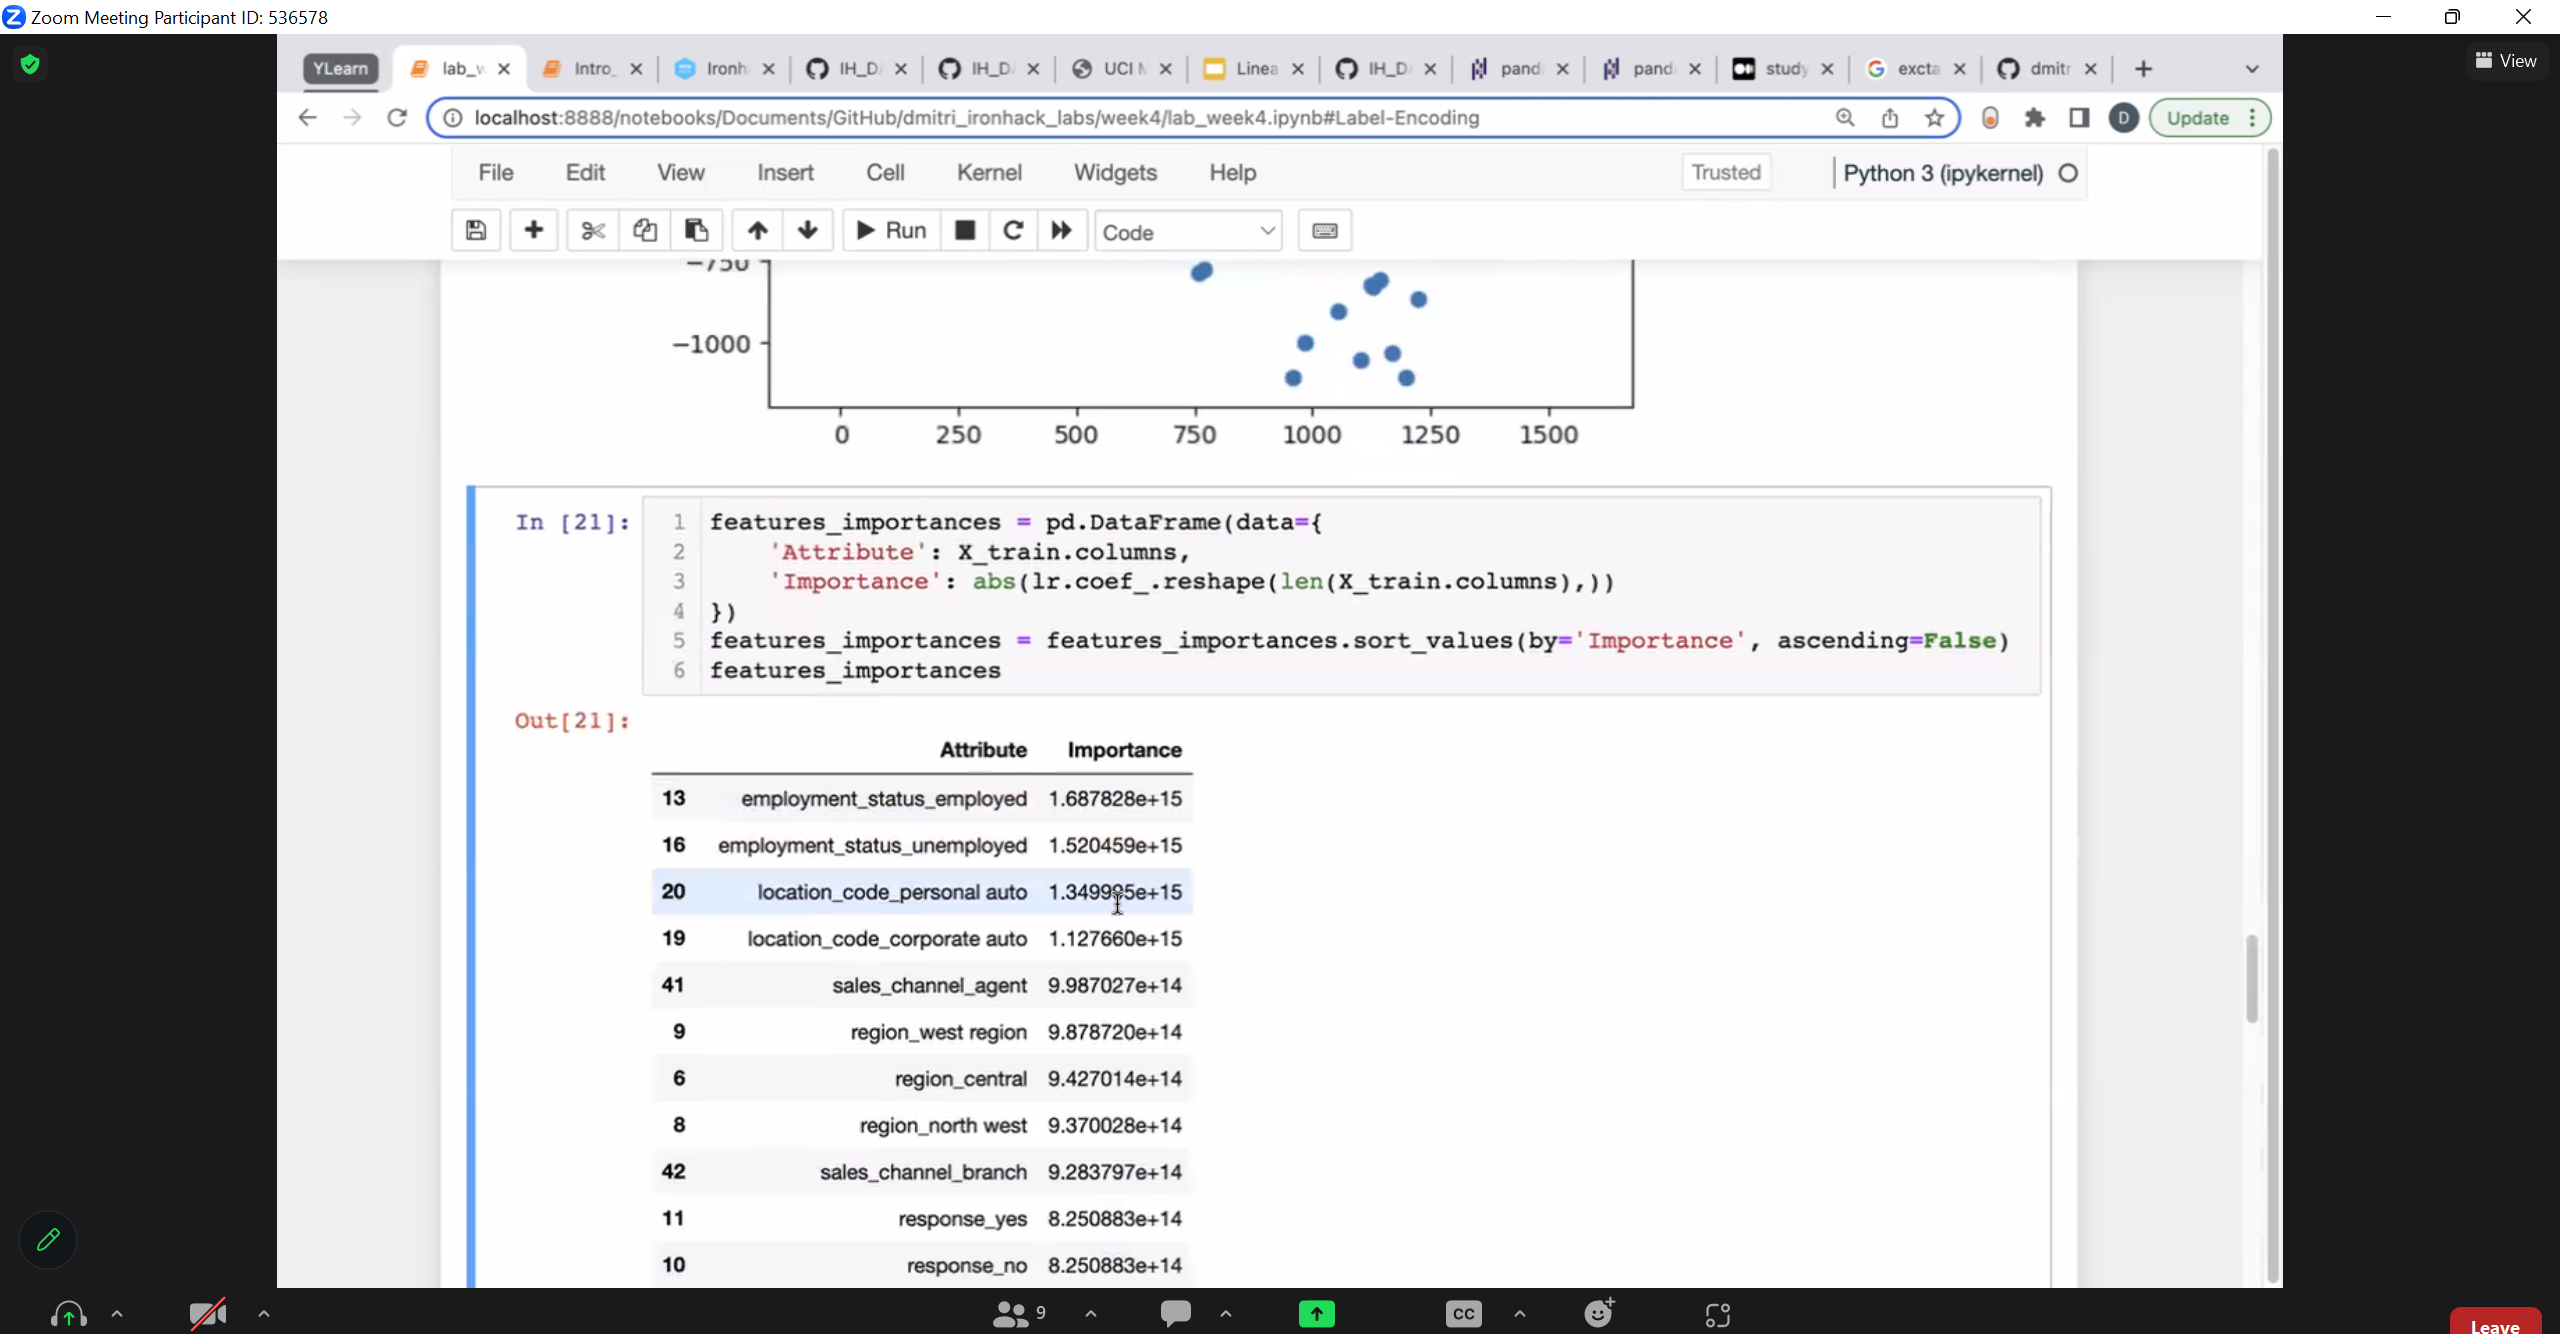 Zoom Meeting Participant ID: 536578
View
YLearn lab_w Intro_ Ironh IH_D IH_D UCI Linea IH_D pand pand study excta dmitr
localhost:8888/notebooks/Documents/GitHub/dmitri_ironhack_labs/week4/lab_week4.ipynb#Label-Encoding D Update
File Edit View Insert Cell Kernel Widgets Help Trusted Python 3 (ipykernel)
Run Code
−750
−1000
0 250 500 750 1000 1250 1500
In [21]: 1 features_importances = pd.DataFrame(data={
2 'Attribute': X_train.columns,
3 'Importance': abs(lr.coef_.reshape(len(X_train.columns),))
4 })
5 features_importances = features_importances.sort_values(by='Importance', ascending=False)
6 features_importances
Out[21]:
Attribute Importance
13 employment_status_employed 1.687828e+15
16 employment_status_unemployed 1.520459e+15
20 location_code_personal auto 1.349995e+15
19 location_code_corporate auto 1.127660e+15
41 sales_channel_agent 9.987027e+14
9 region_west region 9.878720e+14
6 region_central 9.427014e+14
8 region_north west 9.370028e+14
42 sales_channel_branch 9.283797e+14
11 response_yes 8.250883e+14
10 response_no 8.250883e+14
9 CC Leave